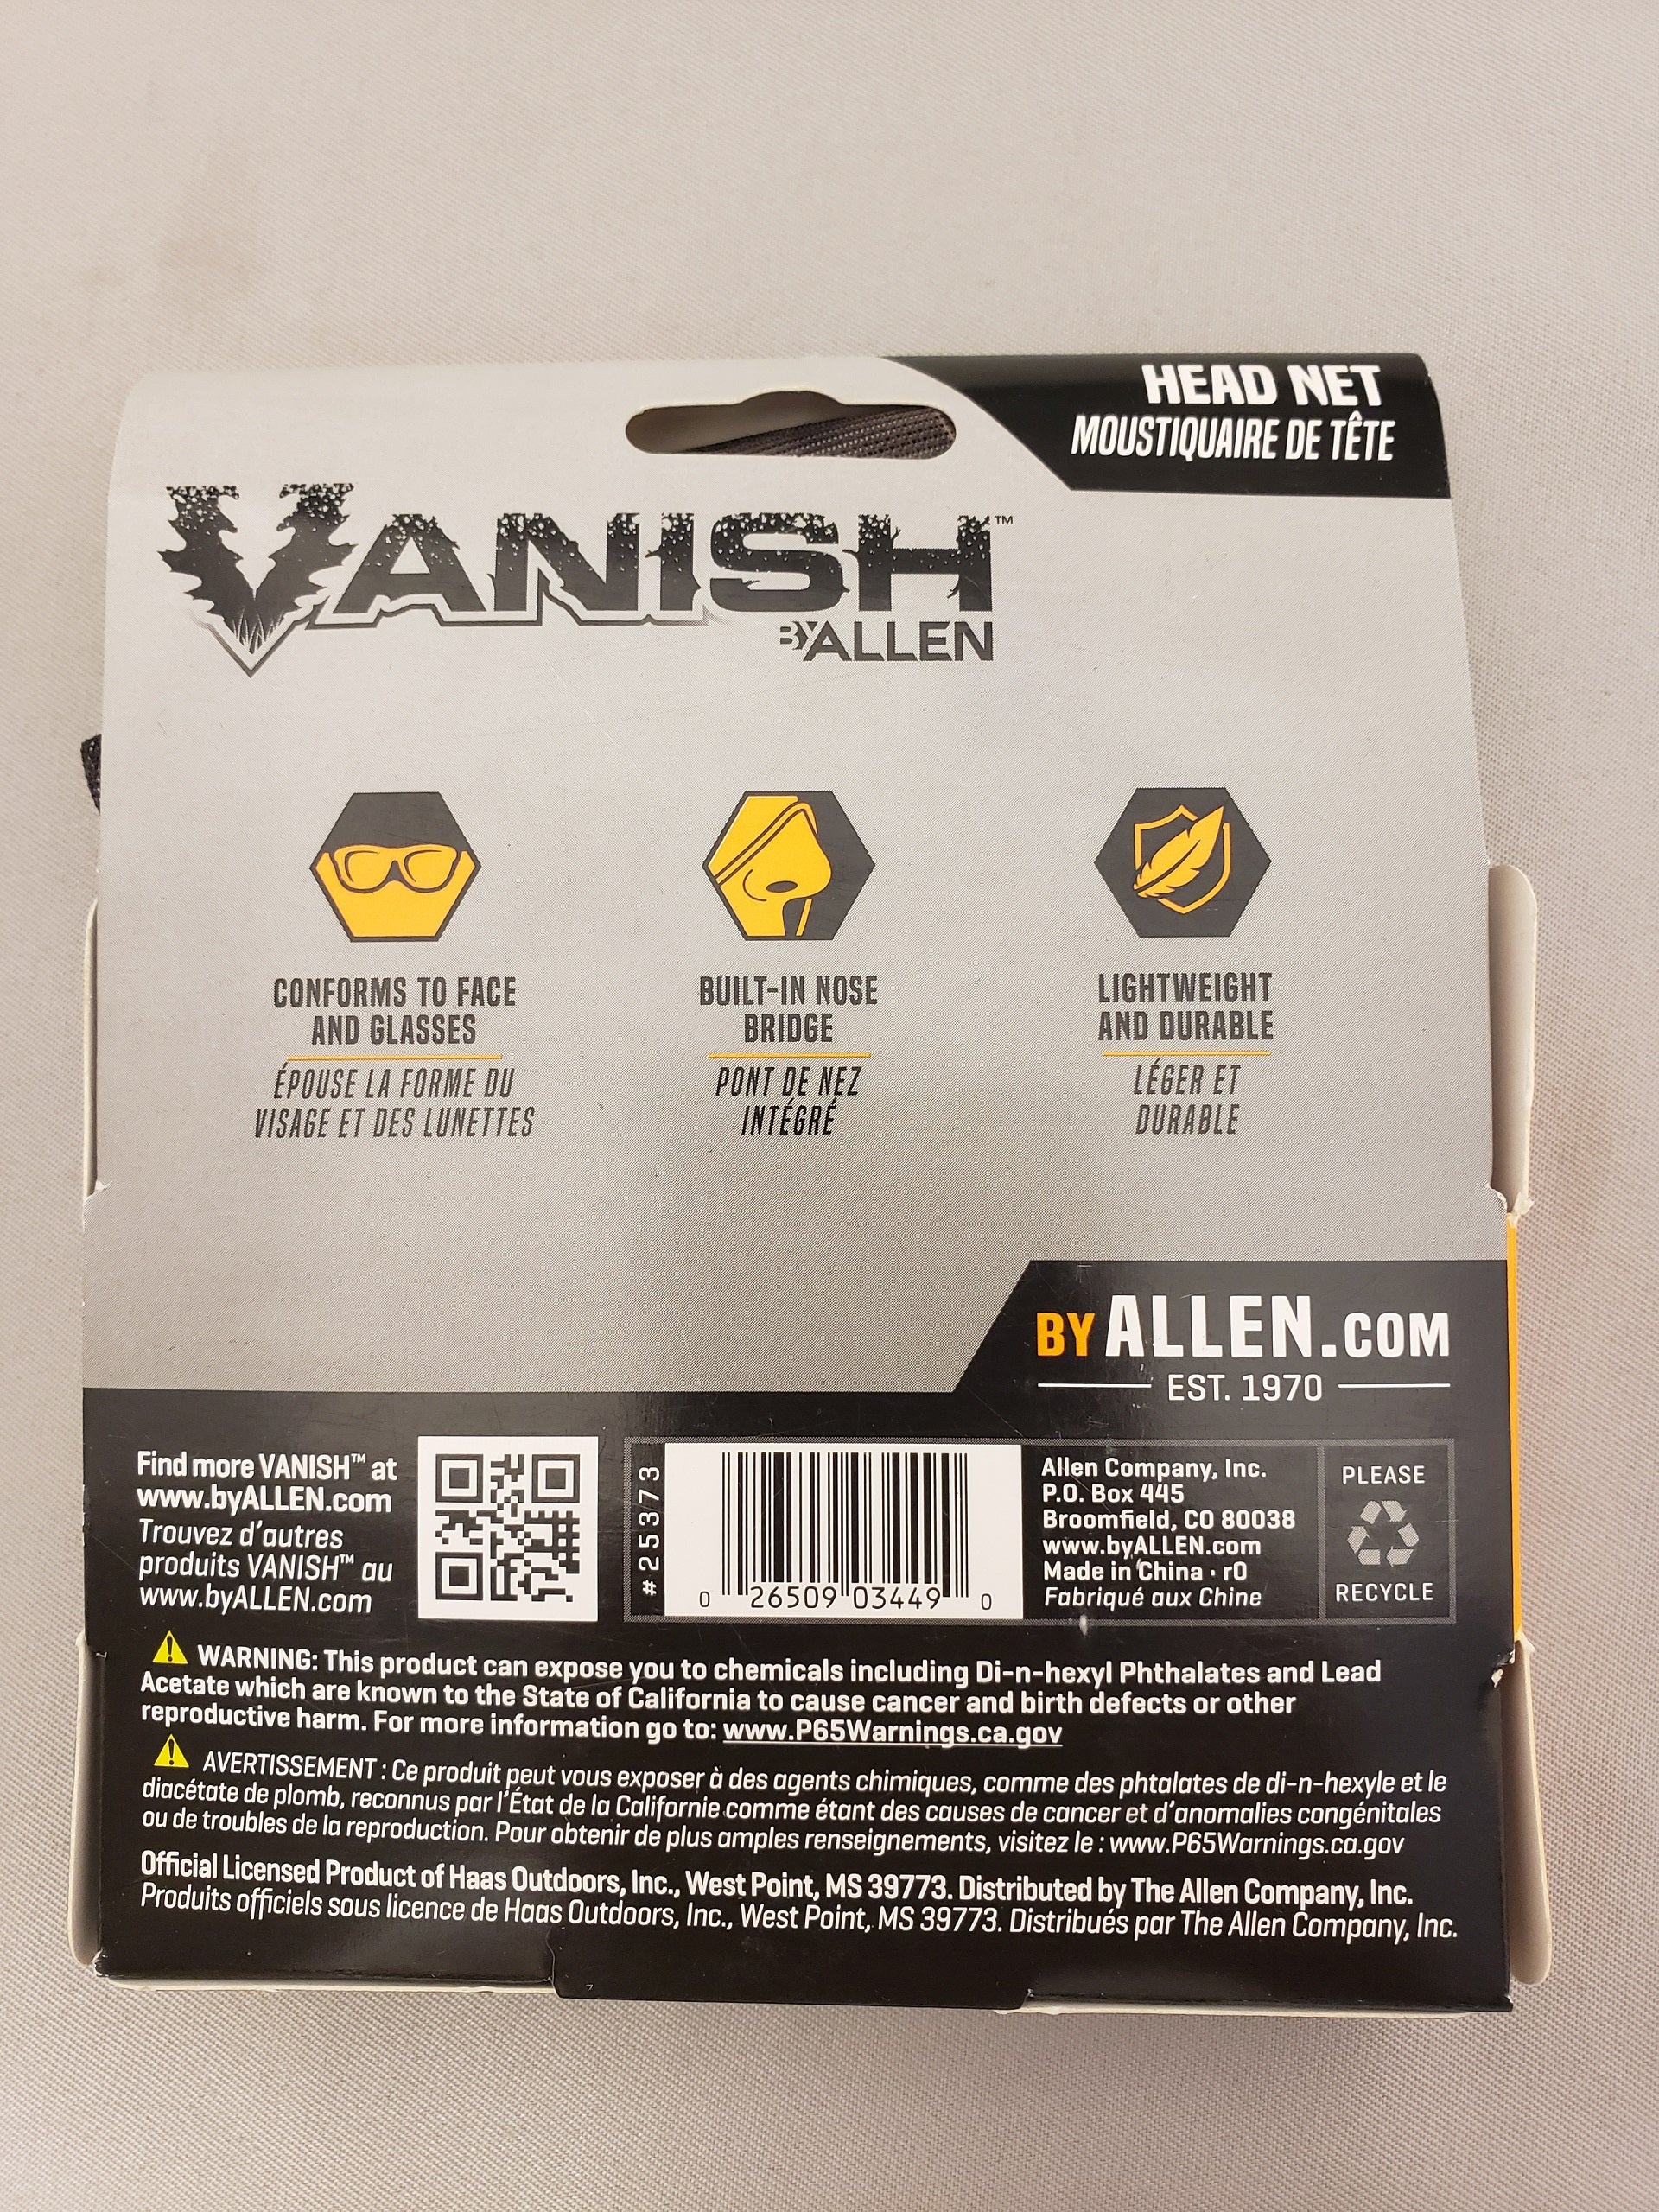 HEAD NET
MOUSTIQUAIRE DE TÊTE
VANISH™
BY ALLEN
CONFORMS TO FACE
AND GLASSES
ÉPOUSE LA FORME DU
VISAGE ET DES LUNETTES
BUILT-IN NOSE
BRIDGE
PONT DE NEZ
INTÉGRÉ
LIGHTWEIGHT
AND DURABLE
LÉGER ET
DURABLE
BY ALLEN.COM
EST. 1970
Find more VANISH™ at
www.byALLEN.com
Trouvez d'autres
produits VANISH™ au
www.byALLEN.com
#25373
0 26509 03449 0
Allen Company, Inc.
P.O. Box 445
Broomfield, CO 80038
www.byALLEN.com
Made in China · r0
Fabriqué aux Chine
PLEASE
RECYCLE
WARNING: This product can expose you to chemicals including Di-n-hexyl Phthalates and Lead
Acetate which are known to the State of California to cause cancer and birth defects or other
reproductive harm. For more information go to: www.P65Warnings.ca.gov
AVERTISSEMENT : Ce produit peut vous exposer à des agents chimiques, comme des phtalates de di-n-hexyle et le
diacétate de plomb, reconnus par l'État de la Californie comme étant des causes de cancer et d'anomalies congénitales
ou de troubles de la reproduction. Pour obtenir de plus amples renseignements, visitez le : www.P65Warnings.ca.gov
Official Licensed Product of Haas Outdoors, Inc., West Point, MS 39773. Distributed by The Allen Company, Inc.
Produits officiels sous licence de Haas Outdoors, Inc., West Point, MS 39773. Distribués par The Allen Company, Inc.